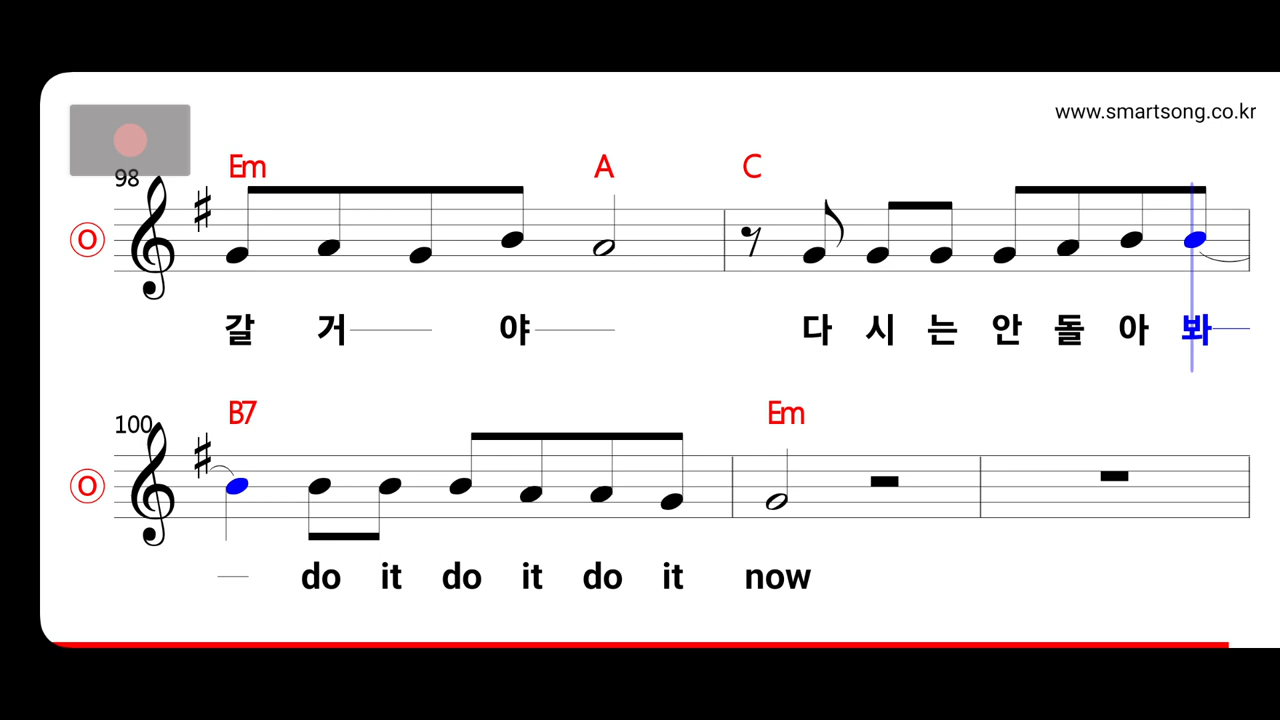 www.smartsong.co.kr
98 Em A C
O
갈 거 야 다 시 는 안 돌 아 봐
100 B7 Em
O
do it do it do it now